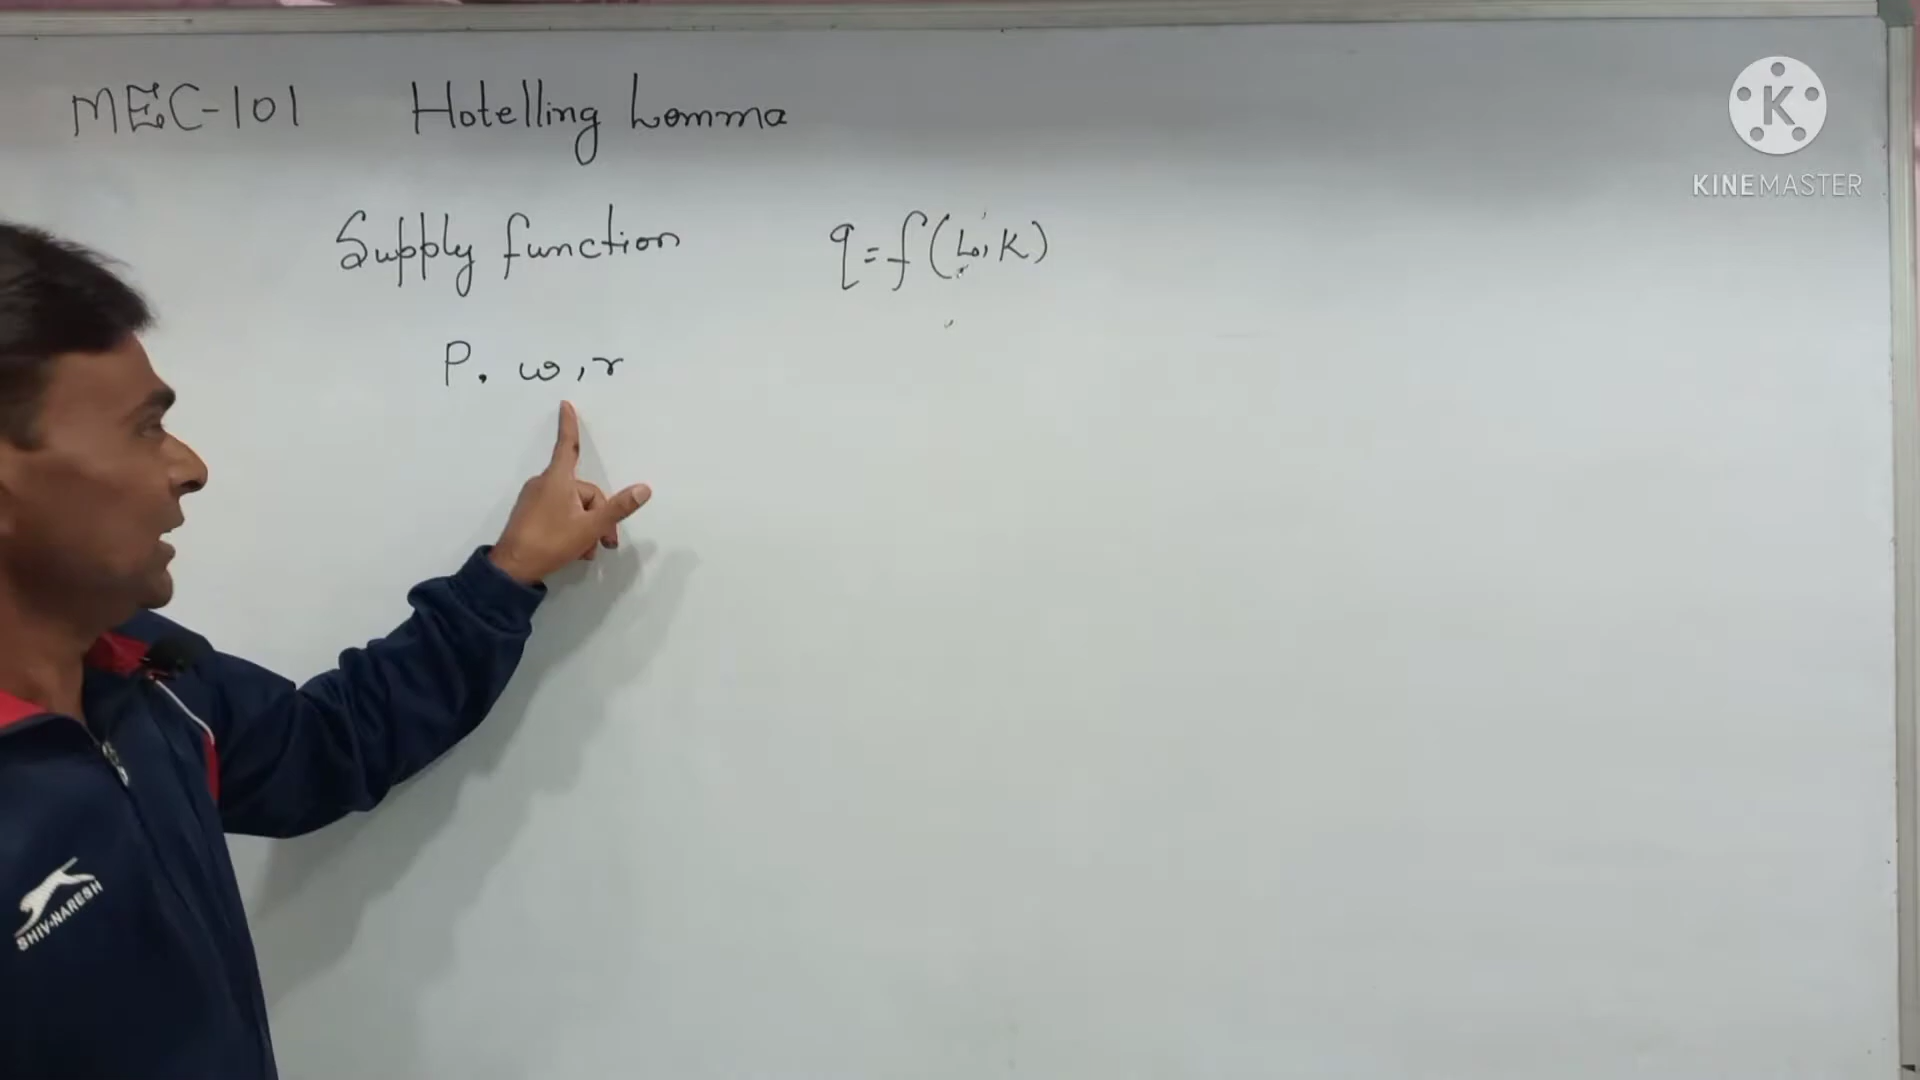 MEC-101 Hotelling Lemma
KINEMASTER
Supply function q = f(L, K)
P. w, r
SHIV-NARESH